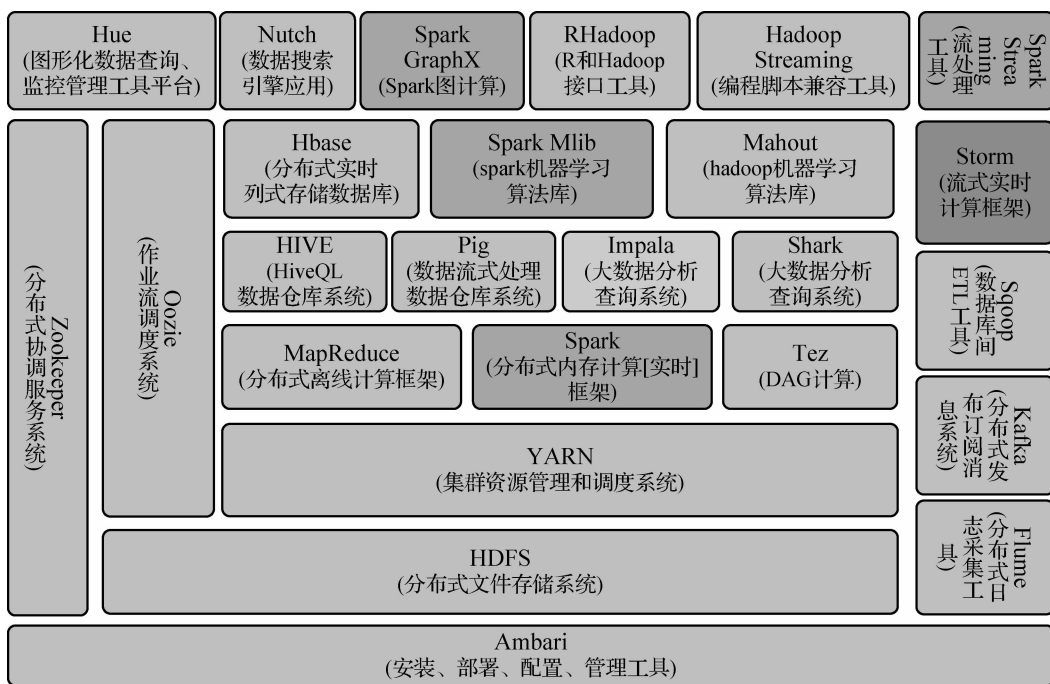 Hue
(图形化数据查询、
监控管理工具平台)
Nutch
(数据搜索
引擎应用)
Spark
GraphX
(Spark图计算)
RHadoop
(R和Hadoop
接口工具)
Hadoop
Streaming
(编程脚本兼容工具)
Spark
Strea
ming
(流处理
工具)
Zookeeper
(分布式协调服务系统)
Oozie
(作业流调度系统)
Hbase
(分布式实时
列式存储数据库)
Spark Mlib
(spark机器学习
算法库)
Mahout
(hadoop机器学习
算法库)
Storm
(流式实时
计算框架)
HIVE
(HiveQL
数据仓库系统)
Pig
(数据流式处理
数据仓库系统)
Impala
(大数据分析
查询系统)
Shark
(大数据分析
查询系统)
Sqoop
(数据库间
ETL工具)
MapReduce
(分布式离线计算框架)
Spark
(分布式内存计算[实时]
框架)
Tez
(DAG计算)
Kafka
(分布式发
布订阅消
息系统)
YARN
(集群资源管理和调度系统)
Flume
(分布式日
志采集工
具)
HDFS
(分布式文件存储系统)
Ambari
(安装、部署、配置、管理工具)